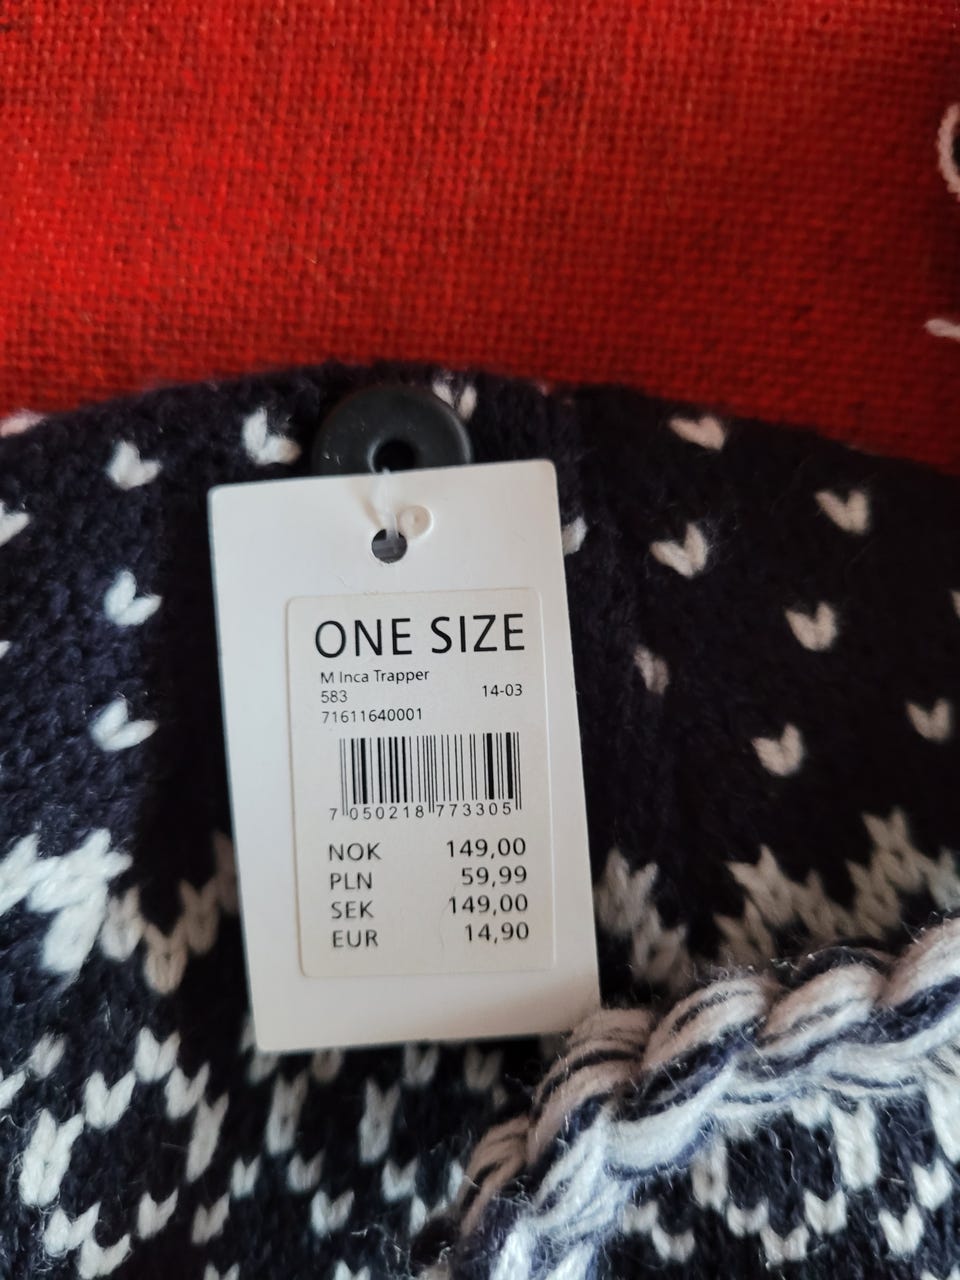 ONE SIZE
M Inca Trapper
583 14-03
71611640001
7 050218 773305
NOK 149,00
PLN 59,99
SEK 149,00
EUR 14,90